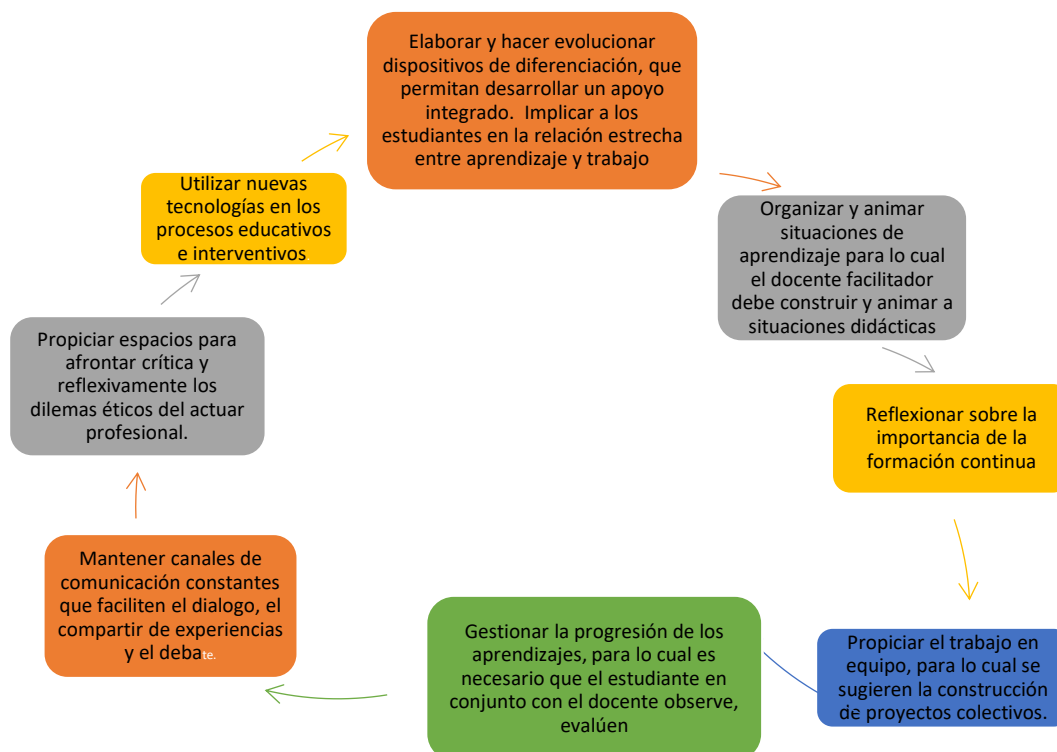 Elaborar y hacer evolucionar
dispositivos de diferenciación, que
permitan desarrollar un apoyo
integrado. Implicar a los
estudiantes en la relación estrecha
entre aprendizaje y trabajo
Organizar y animar
situaciones de
aprendizaje para lo cual
el docente facilitador
debe construir y animar a
situaciones didácticas
Reflexionar sobre la
importancia de la
formación continua
Propiciar el trabajo en
equipo, para lo cual se
sugieren la construcción
de proyectos colectivos.
Gestionar la progresión de los
aprendizajes, para lo cual es
necesario que el estudiante en
conjunto con el docente observe,
evalúen
Mantener canales de
comunicación constantes
que faciliten el dialogo, el
compartir de experiencias
y el debate.
Propiciar espacios para
afrontar crítica y
reflexivamente los
dilemas éticos del actuar
profesional.
Utilizar nuevas
tecnologías en los
procesos educativos
e interventivos